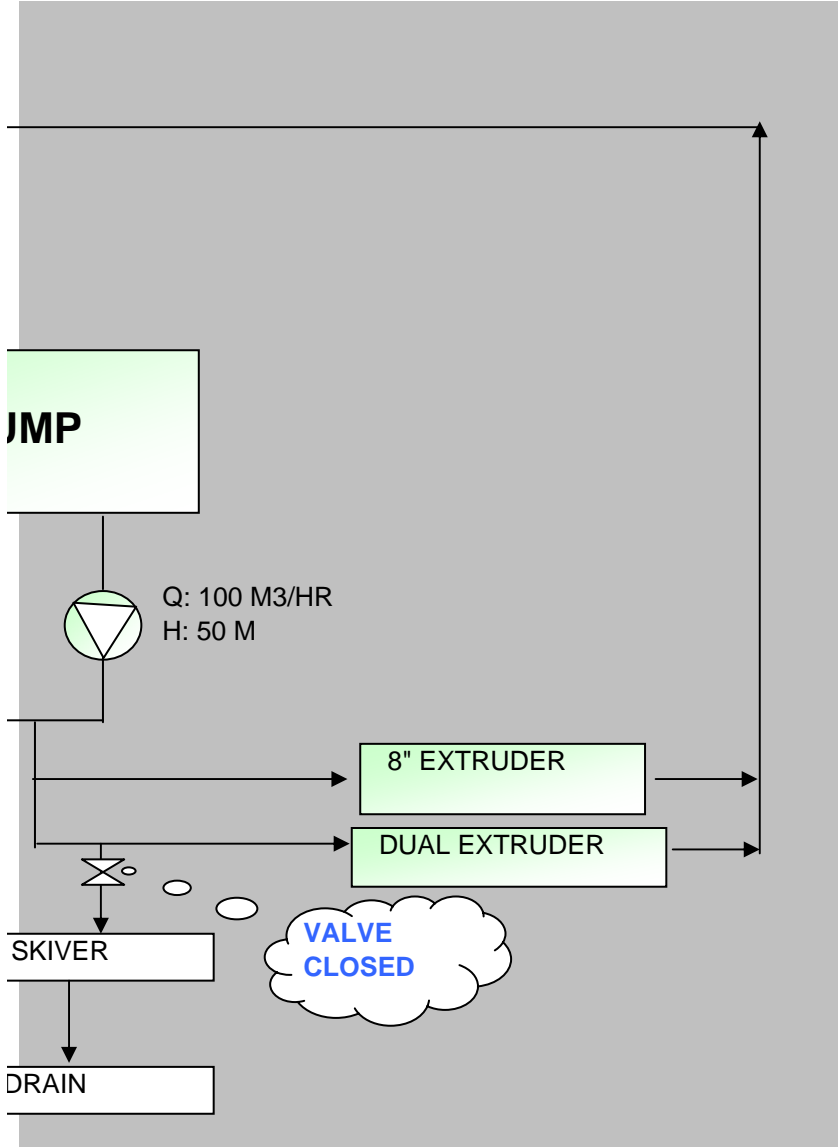 UMP
Q: 100 M3/HR
H: 50 M
8" EXTRUDER
DUAL EXTRUDER
VALVE
CLOSED
SKIVER
DRAIN